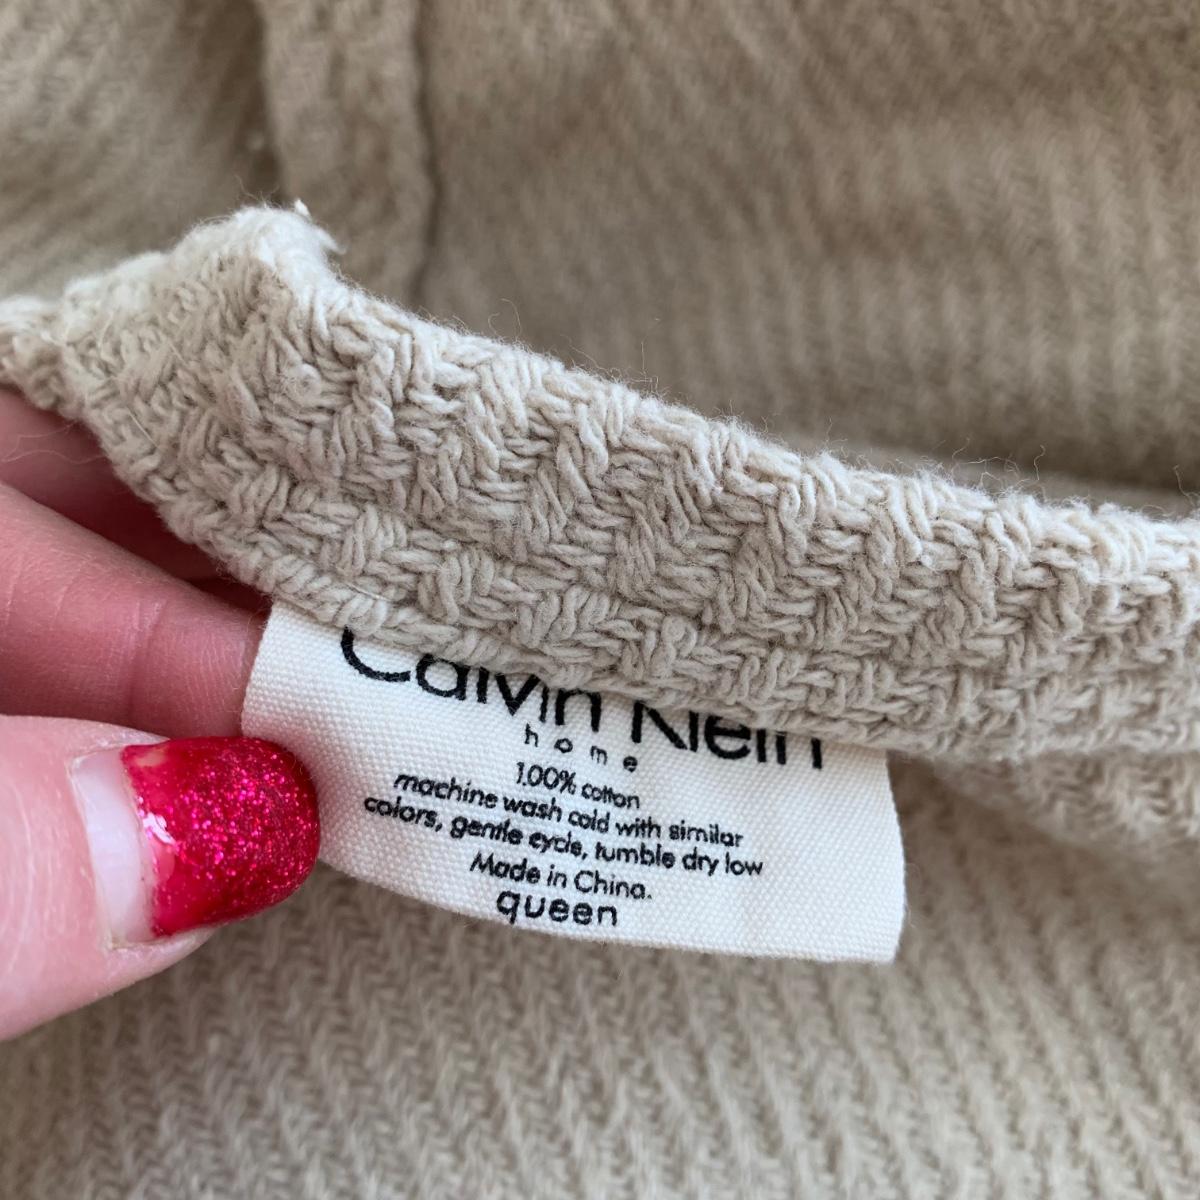 Calvin Klein
home
100% cotton
machine wash cold with similar
colors, gentle cycle, tumble dry low
Made in China.
queen